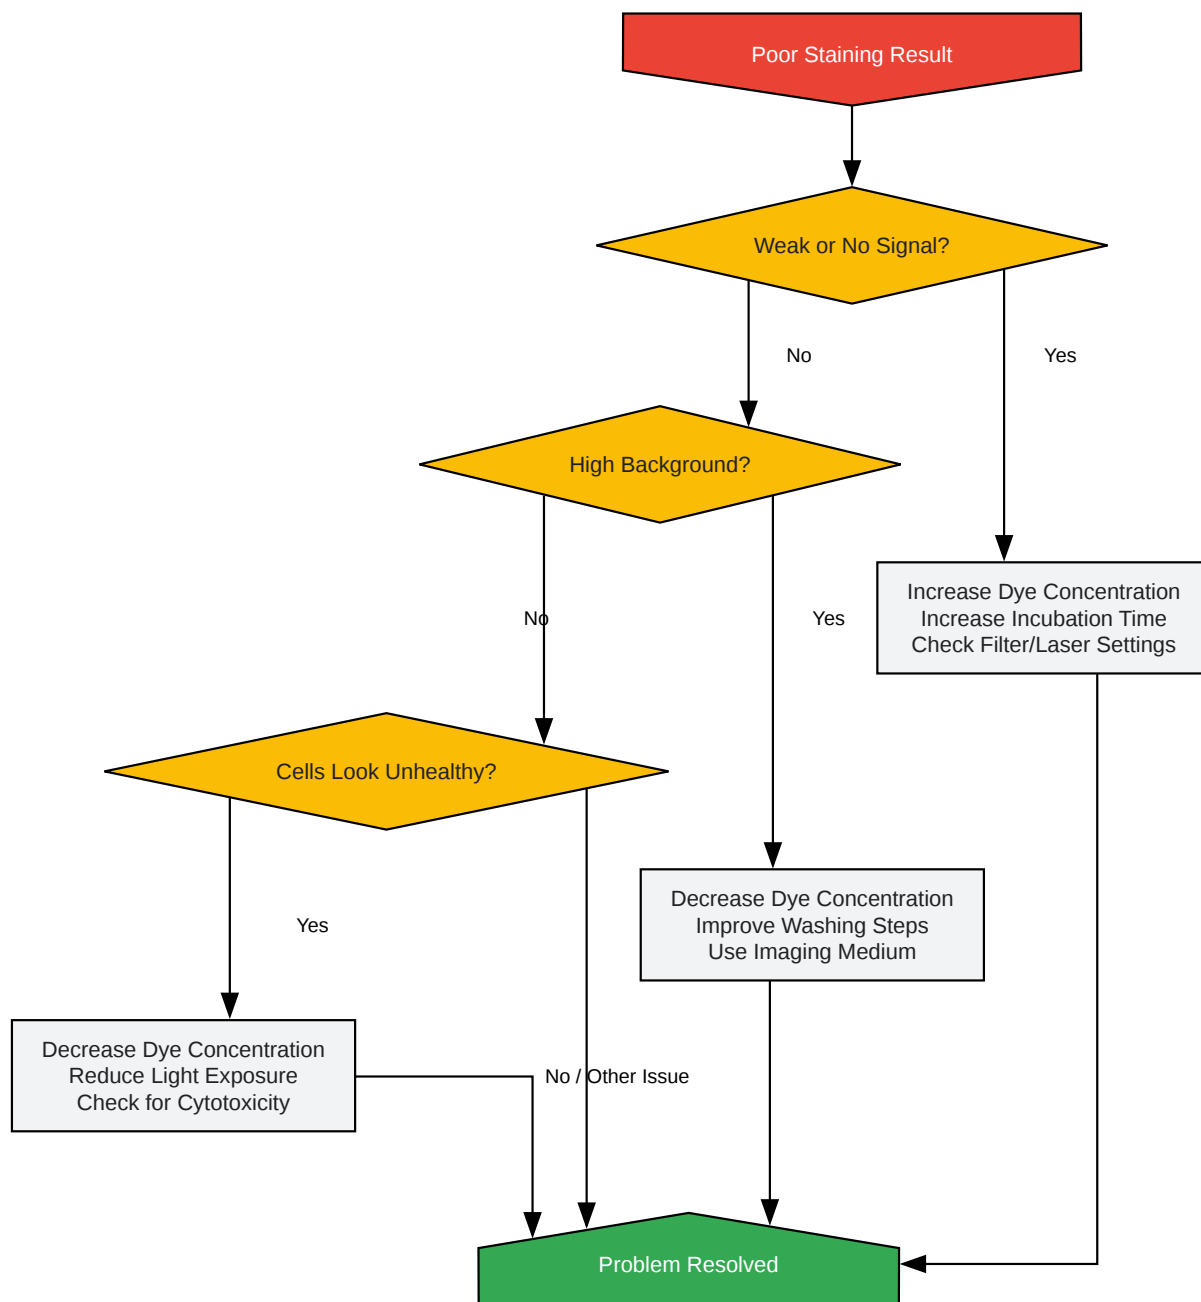 Poor Staining Result
Weak or No Signal?
No
Yes
High Background?
Increase Dye Concentration
Increase Incubation Time
Check Filter/Laser Settings
No
Yes
Cells Look Unhealthy?
Decrease Dye Concentration
Improve Washing Steps
Use Imaging Medium
Yes
Decrease Dye Concentration
Reduce Light Exposure
Check for Cytotoxicity
No / Other Issue
Problem Resolved